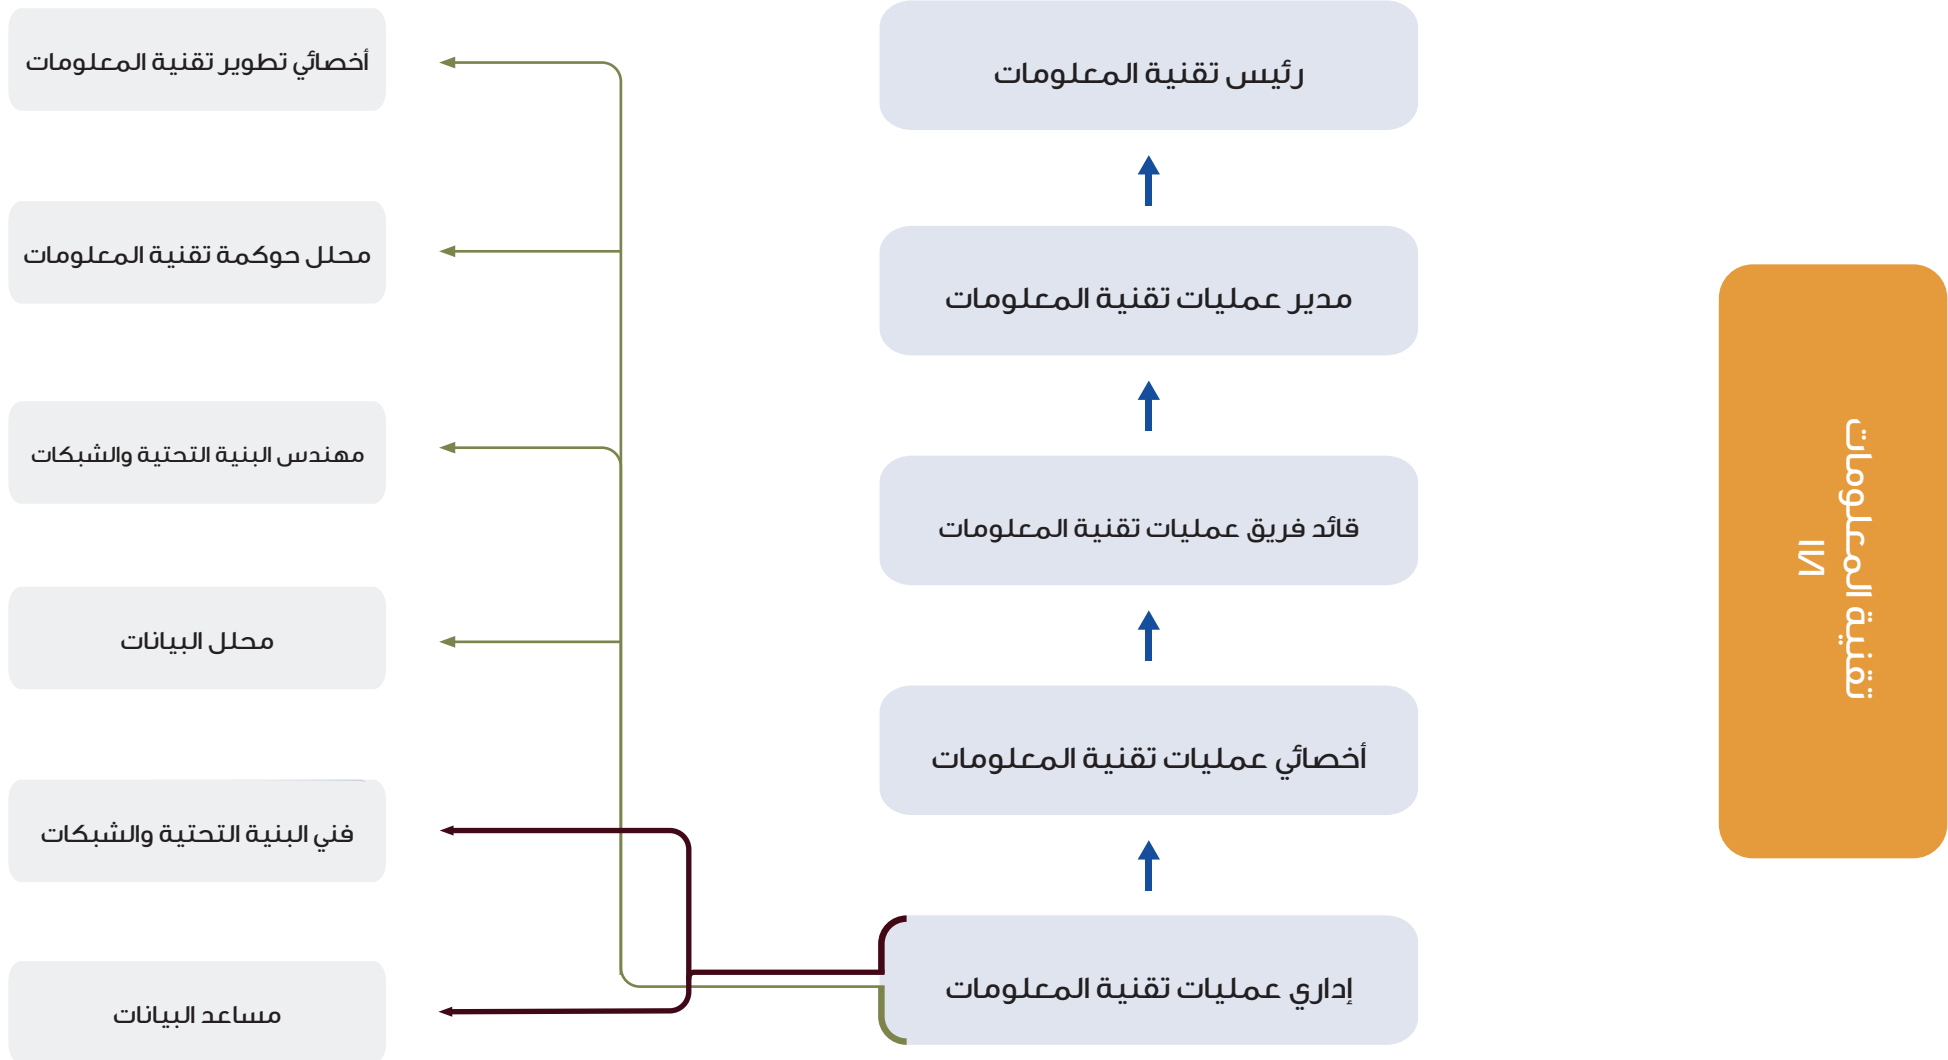 تقنية المعلومات
IN
رئيس تقنية المعلومات
مدير عمليات تقنية المعلومات
قائد فريق عمليات تقنية المعلومات
أخصائي عمليات تقنية المعلومات
إداري عمليات تقنية المعلومات
أخصائي تطوير تقنية المعلومات
محلل حوكمة تقنية المعلومات
مهندس البنية التحتية والشبكات
محلل البيانات
فني البنية التحتية والشبكات
مساعد البيانات